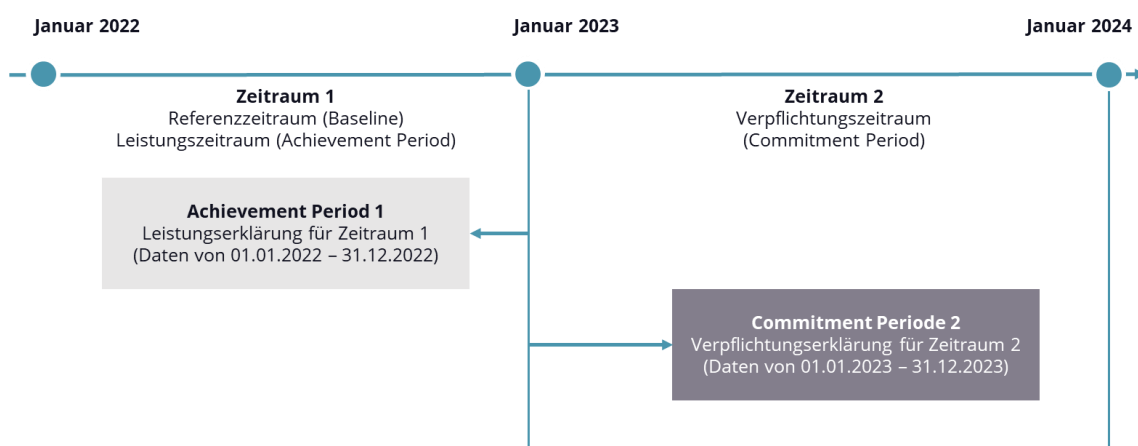 Januar 2022
Januar 2023
Januar 2024
Zeitraum 1
Referenzzeitraum (Baseline)
Leistungszeitraum (Achievement Period)
Zeitraum 2
Verpflichtungszeitraum
(Commitment Period)
Achievement Period 1
Leistungserklärung für Zeitraum 1
(Daten von 01.01.2022 – 31.12.2022)
Commitment Periode 2
Verpflichtungserklärung für Zeitraum 2
(Daten von 01.01.2023 – 31.12.2023)